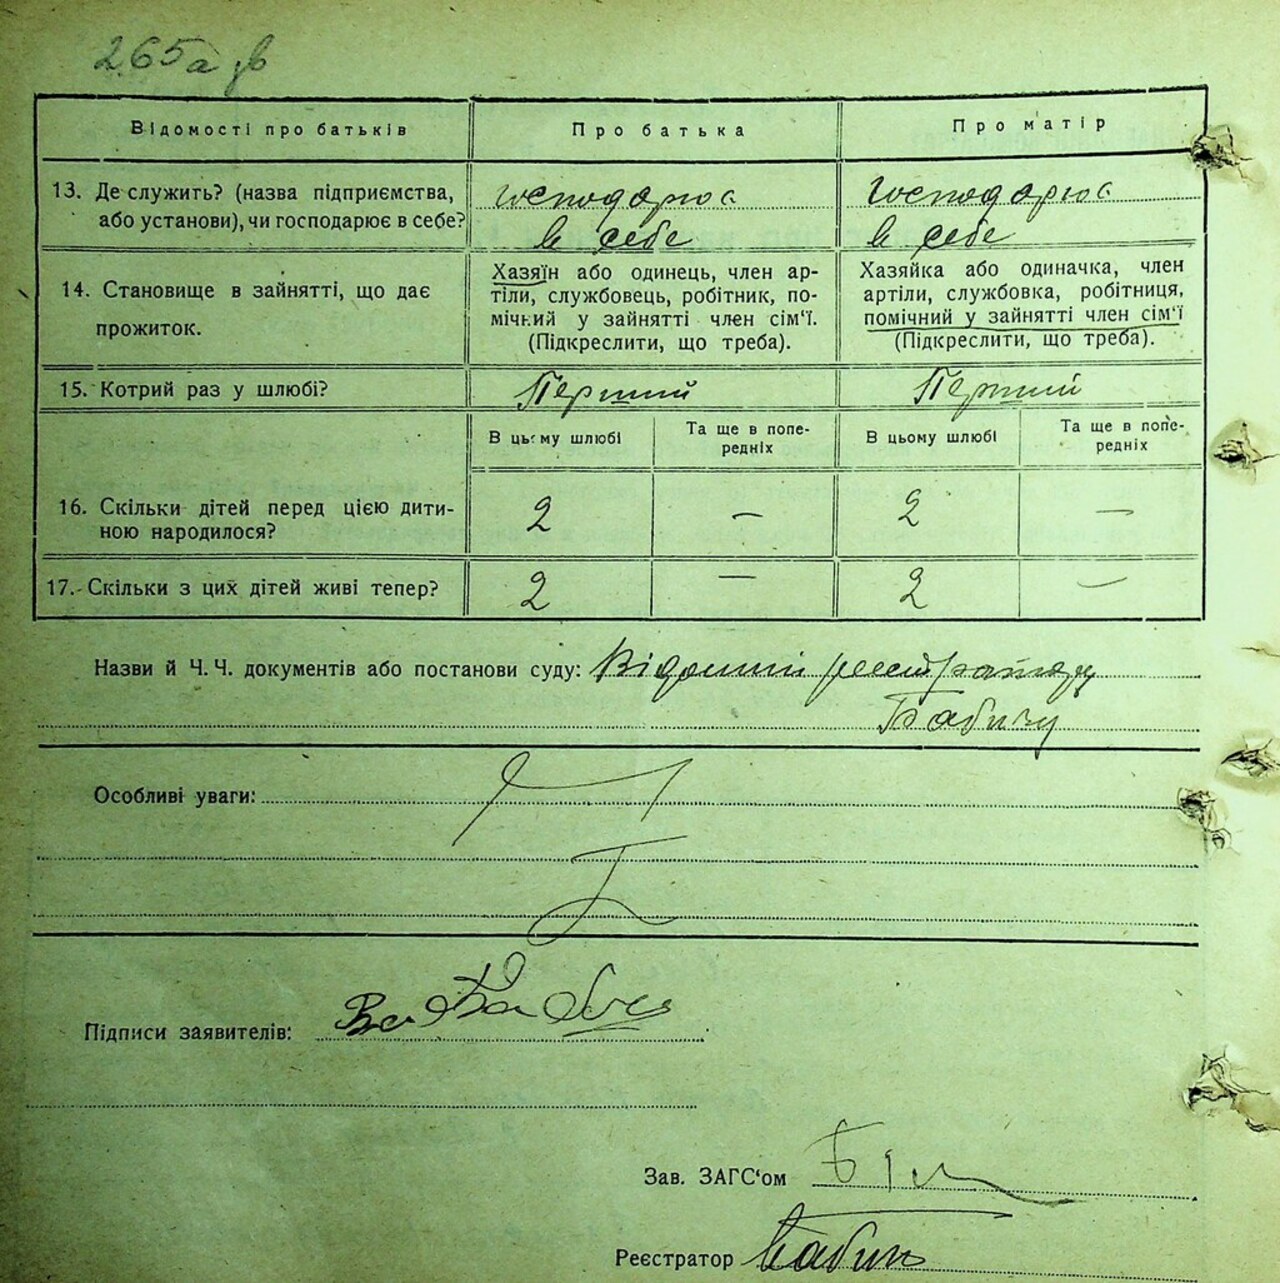 265а зв
Відомості про батьків
Про батька
Про матір
13. Де служить? (назва підприємства, або установи), чи господарює в себе?
господарює
в себе
господарює
в себе
14. Становище в зайнятті, що дає
прожиток.
Хазяїн або одинець, член ар-
тіли, службовець, робітник, по-
мічний у зайнятті член сім'ї.
(Підкреслити, що треба).
Хазяйка або одиначка, член
артіли, службовка, робітниця,
помічний у зайнятті член сім'ї
(Підкреслити, що треба).
15. Котрий раз у шлюбі?
Перший
Перший
В цьому шлюбі
Та ще в попе-
редніх
В цьому шлюбі
Та ще в попе-
редніх
16. Скільки дітей перед цією дити-
ною народилося?
2
—
2
—
17. Скільки з цих дітей живі тепер?
2
—
2
—
Назви й Ч. Ч. документів або постанови суду: Відомий реєстратору
Бабичу
Особливі уваги:
Підписи заявителів:
Зав. ЗАГС'ом
Реєстратор Бабич